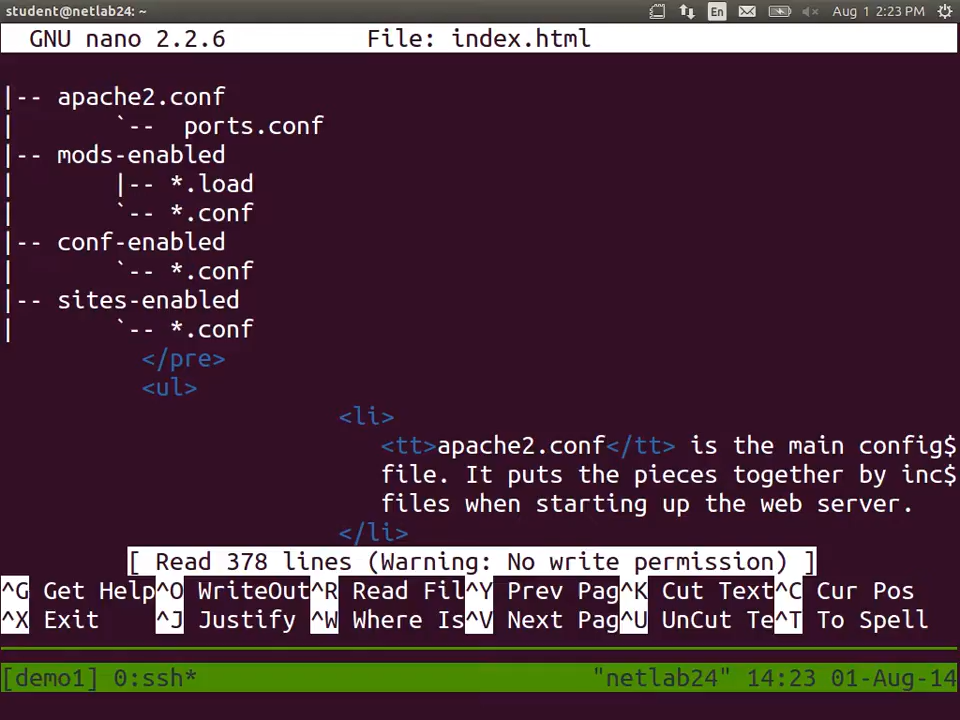 student@netlab24: ~ En Aug 1 2:23 PM
GNU nano 2.2.6 File: index.html
|-- apache2.conf
|       `--  ports.conf
|-- mods-enabled
|       |-- *.load
|       `-- *.conf
|-- conf-enabled
|       `-- *.conf
|-- sites-enabled
|       `-- *.conf
</pre>
<ul>
<li>
<tt>apache2.conf</tt> is the main config$
file. It puts the pieces together by inc$
files when starting up the web server.
</li>
[ Read 378 lines (Warning: No write permission) ]
^G Get Help^O WriteOut^R Read Fil^Y Prev Pag^K Cut Text^C Cur Pos
^X Exit ^J Justify ^W Where Is^V Next Pag^U UnCut Te^T To Spell
[demo1] 0:ssh* "netlab24" 14:23 01-Aug-14